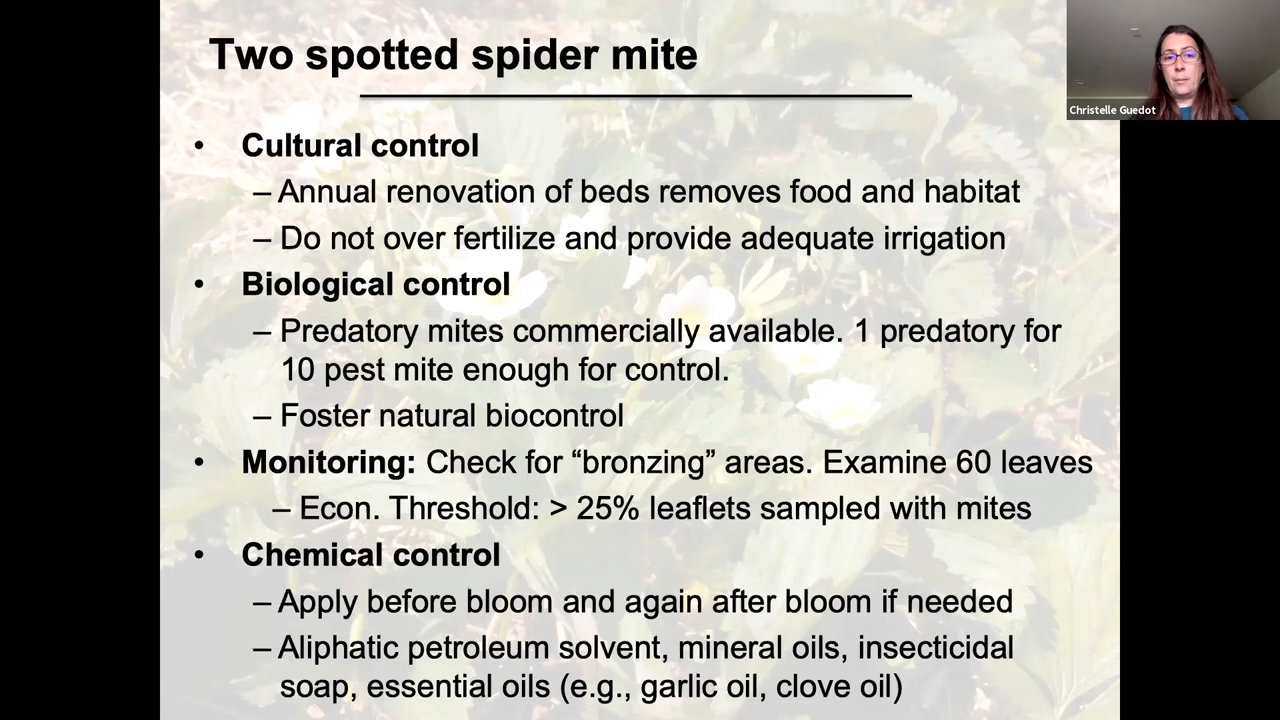 Two spotted spider mite
Christelle Guedot
• Cultural control
– Annual renovation of beds removes food and habitat
– Do not over fertilize and provide adequate irrigation
• Biological control
– Predatory mites commercially available. 1 predatory for
10 pest mite enough for control.
– Foster natural biocontrol
• Monitoring: Check for “bronzing” areas. Examine 60 leaves
– Econ. Threshold: > 25% leaflets sampled with mites
• Chemical control
– Apply before bloom and again after bloom if needed
– Aliphatic petroleum solvent, mineral oils, insecticidal
soap, essential oils (e.g., garlic oil, clove oil)